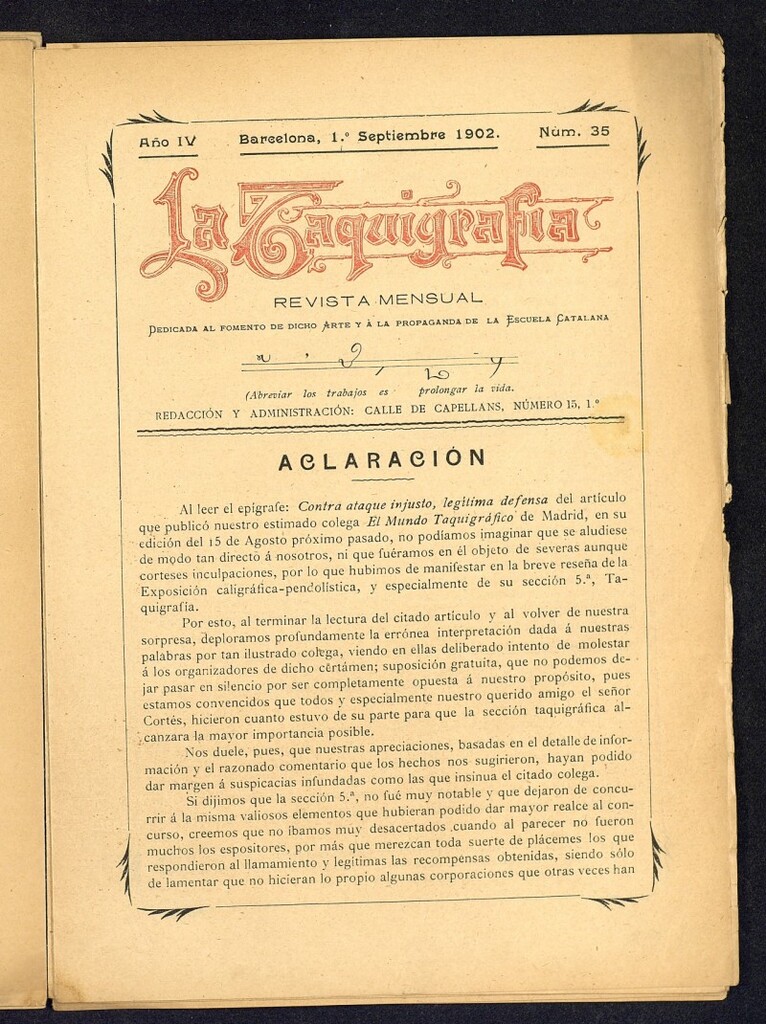 Año IV Barcelona, 1.º Septiembre 1902. Núm. 35
La Taquigrafía
REVISTA MENSUAL
DEDICADA AL FOMENTO DE DICHO ARTE Y Á LA PROPAGANDA DE LA ESCUELA CATALANA
(Abreviar los trabajos es prolongar la vida.
REDACCIÓN Y ADMINISTRACIÓN: CALLE DE CAPELLANS, NÚMERO 15, 1.º
ACLARACIÓN
Al leer el epígrafe: Contra ataque injusto, legítima defensa del artículo
que publicó nuestro estimado colega El Mundo Taquigráfico de Madrid, en su
edición del 15 de Agosto próximo pasado, no podíamos imaginar que se aludiese
de modo tan directo á nosotros, ni que fuéramos en él objeto de severas aunque
corteses inculpaciones, por lo que hubimos de manifestar en la breve reseña de la
Exposición caligráfica-pendolística, y especialmente de su sección 5.ª, Ta-
quigrafía.
Por esto, al terminar la lectura del citado artículo y al volver de nuestra
sorpresa, deploramos profundamente la errónea interpretación dada á nuestras
palabras por tan ilustrado colega, viendo en ellas deliberado intento de molestar
á los organizadores de dicho certámen; suposición gratuita, que no podemos de-
jar pasar en silencio por ser completamente opuesta á nuestro propósito, pues
estamos convencidos que todos y especialmente nuestro querido amigo el señor
Cortés, hicieron cuanto estuvo de su parte para que la sección taquigráfica al-
canzara la mayor importancia posible.
Nos duele, pues, que nuestras apreciaciones, basadas en el detalle de infor-
mación y el razonado comentario que los hechos nos sugirieron, hayan podido
dar margen á suspicacias infundadas como las que insinua el citado colega.
Si dijimos que la sección 5.ª, no fué muy notable y que dejaron de concu-
rrir á la misma valiosos elementos que hubieran podido dar mayor realce al con-
curso, creemos que no íbamos muy desacertados cuando al parecer no fueron
muchos los espositores, por más que merezcan toda suerte de plácemes los que
respondieron al llamamiento y legítimas las recompensas obtenidas, siendo sólo
de lamentar que no hicieran lo propio algunas corporaciones que otras veces han